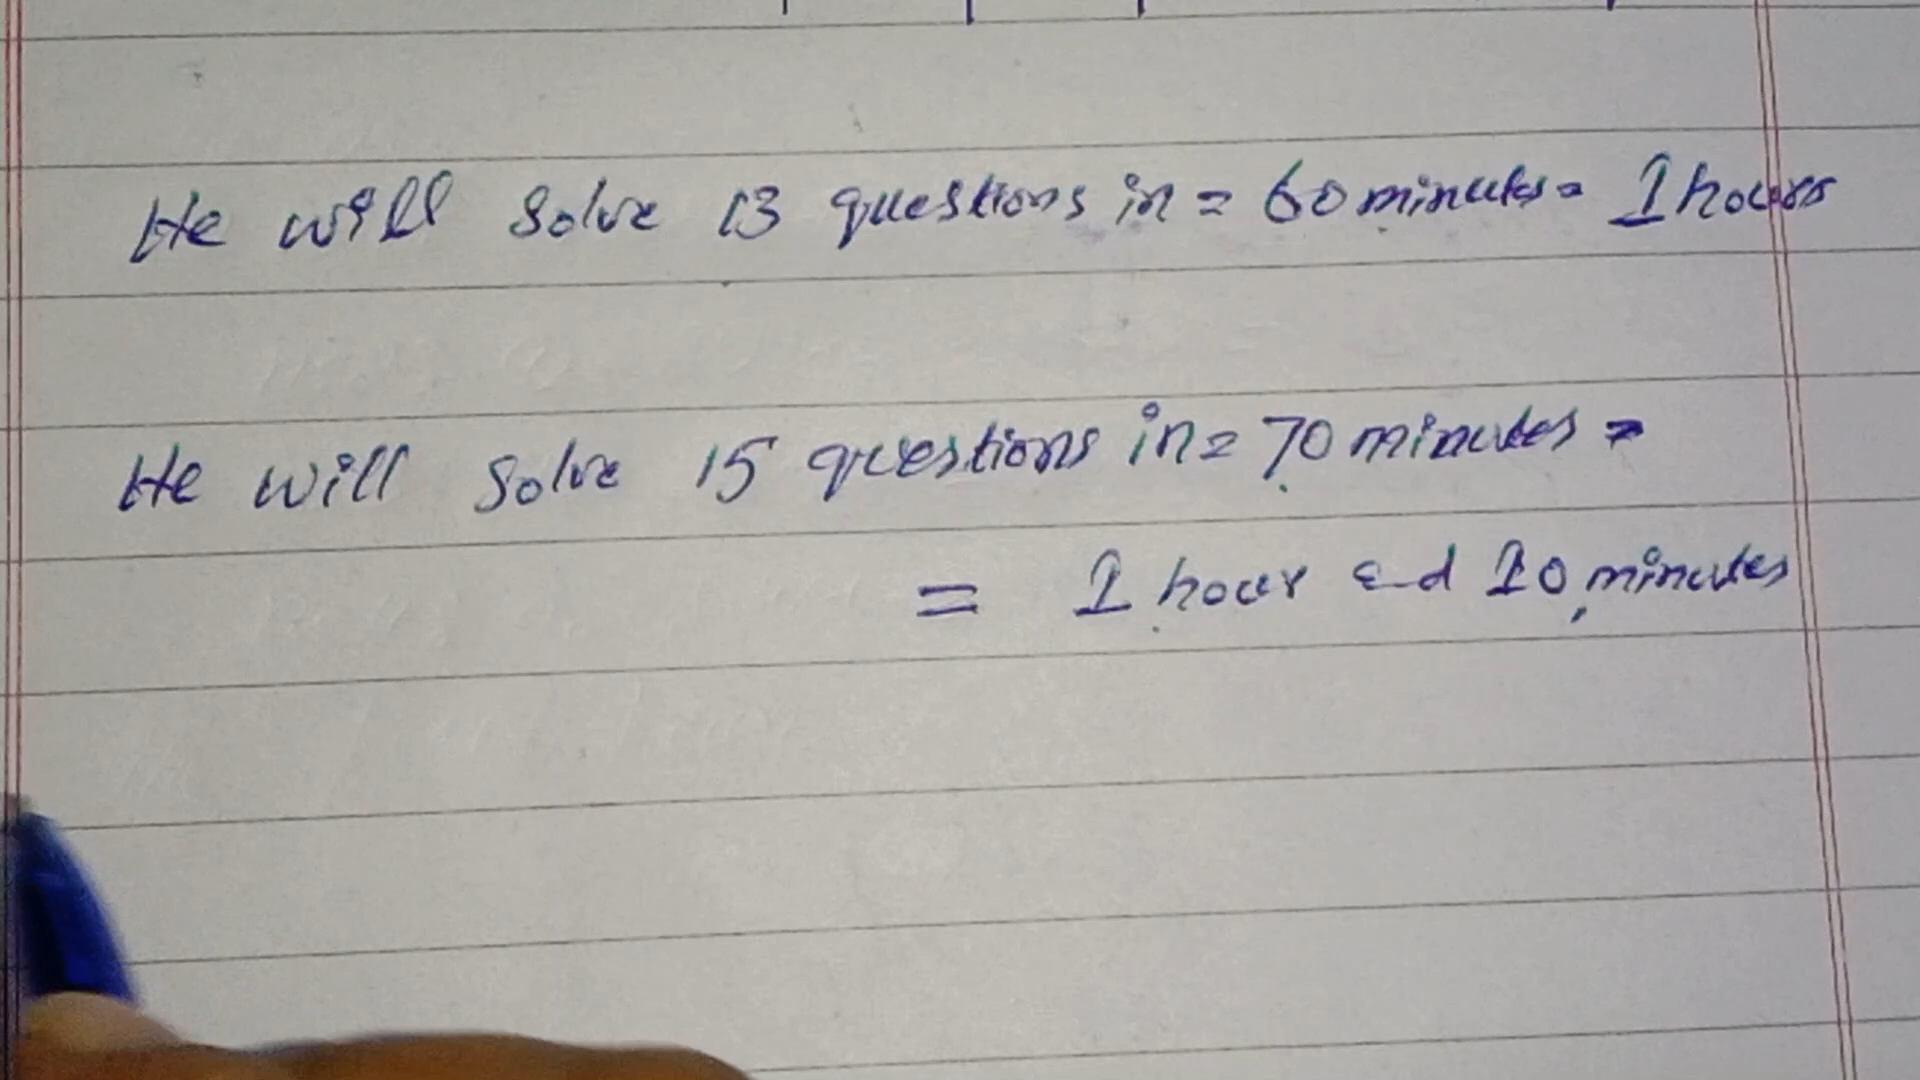 He will solve 13 questions in = 60 minutes = 1 hours
He will solve 15 questions in = 70 minutes =
= 1 hour and 10 minutes